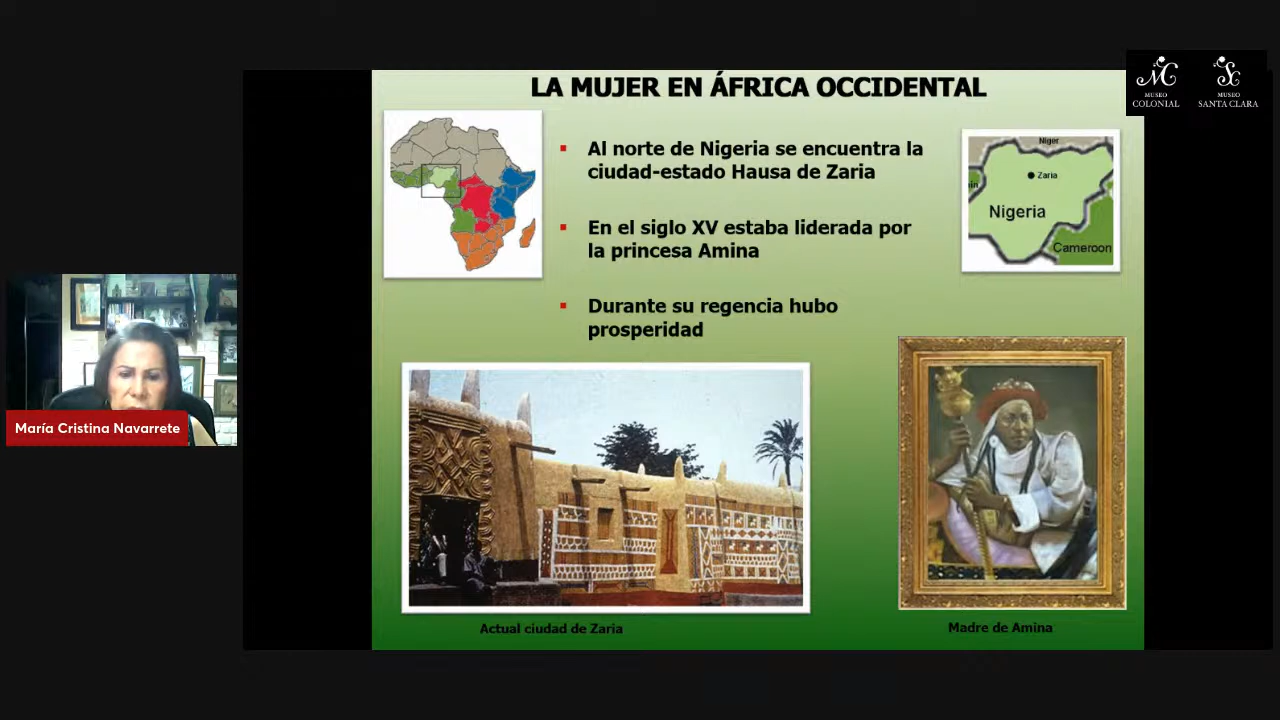 LA MUJER EN ÁFRICA OCCIDENTAL
MUSEO
COLONIAL
MUSEO
SANTA CLARA
Al norte de Nigeria se encuentra la
ciudad-estado Hausa de Zaria
En el siglo XV estaba liderada por
la princesa Amina
Durante su regencia hubo
prosperidad
Niger
Zaria
Nigeria
Cameroon
María Cristina Navarrete
Actual ciudad de Zaria
Madre de Amina